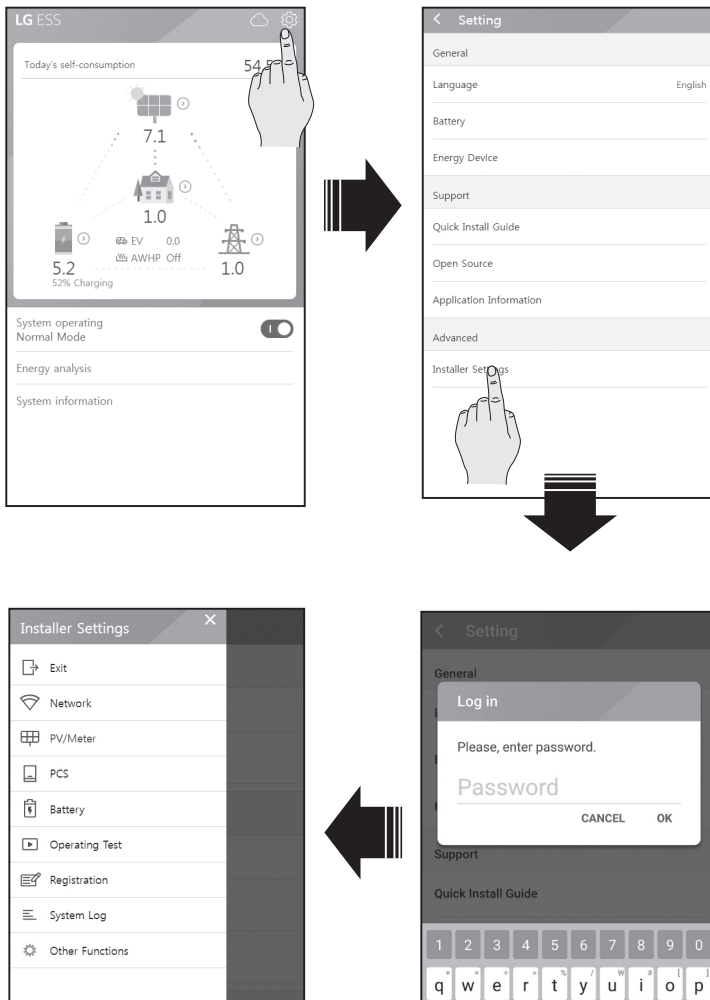 LG ESS
Today's self-consumption 54.5
7.1
1.0
EV 0.0
AWHP Off
5.2
52% Charging
1.0
System operating
Normal Mode
Energy analysis
System information
Setting
General
Language English
Battery
Energy Device
Support
Quick Install Guide
Open Source
Application Information
Advanced
Installer Settings
Installer Settings ×
Exit
Network
PV/Meter
PCS
Battery
Operating Test
Registration
System Log
Other Functions
Setting
General
Log in
Please, enter password.
Password
CANCEL OK
Support
Quick Install Guide
1 2 3 4 5 6 7 8 9 0
+ × ÷ = % / ₩ # [ ]
q w e r t y u i o p